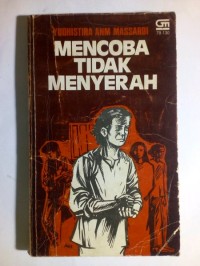 YUDHISTIRA ANM MASSARDI
MENCOBA
TIDAK
MENYERAH